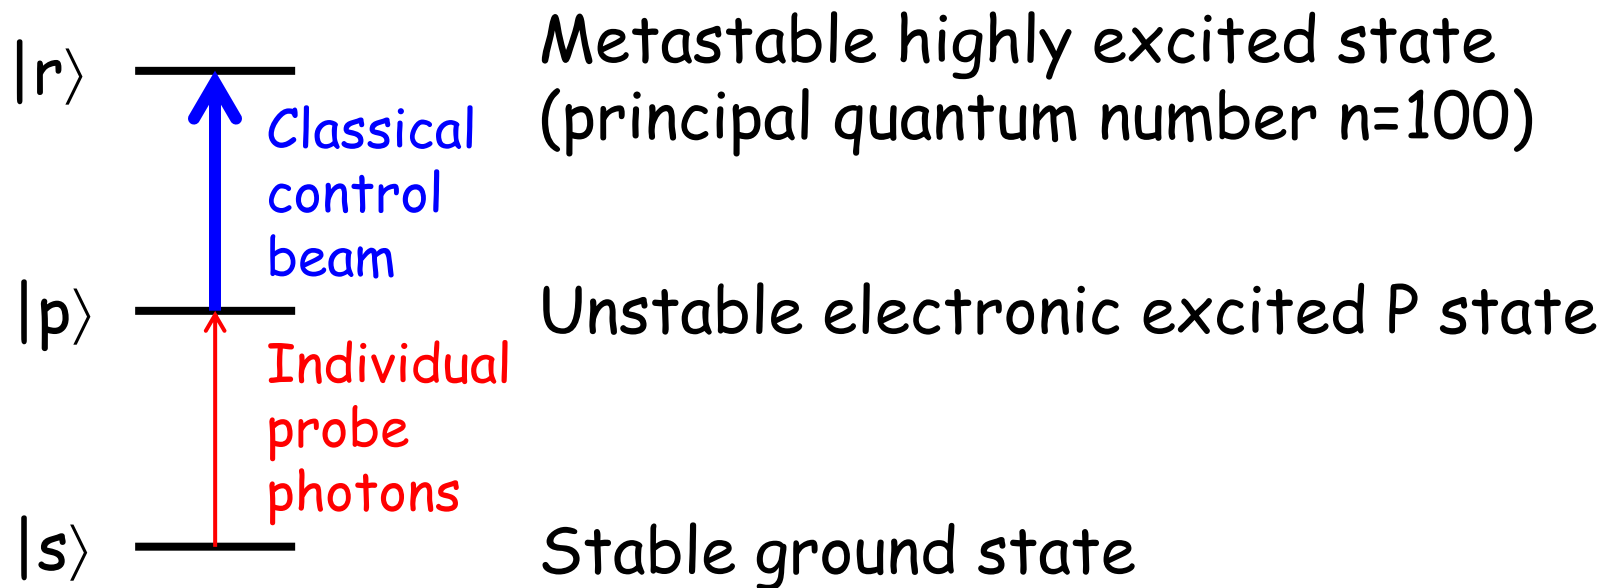 |r⟩
Metastable highly excited state
(principal quantum number n=100)
Classical
control
beam
|p⟩
Unstable electronic excited P state
Individual
probe
photons
|s⟩
Stable ground state